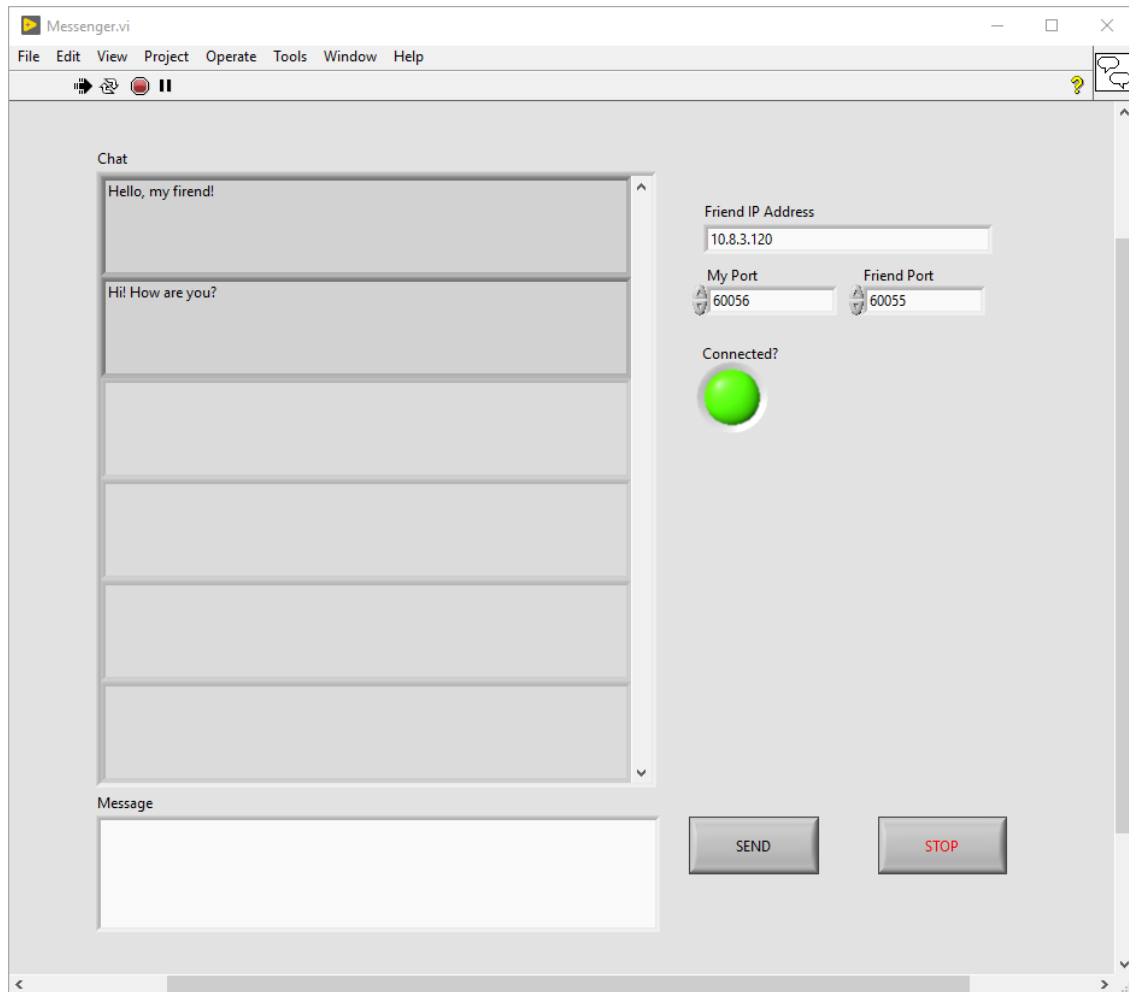 Messenger.vi
File Edit View Project Operate Tools Window Help
?
Chat
Hello, my firend!
Hi! How are you?
Friend IP Address
10.8.3.120
My Port Friend Port
60056 60055
Connected?
Message
SEND STOP